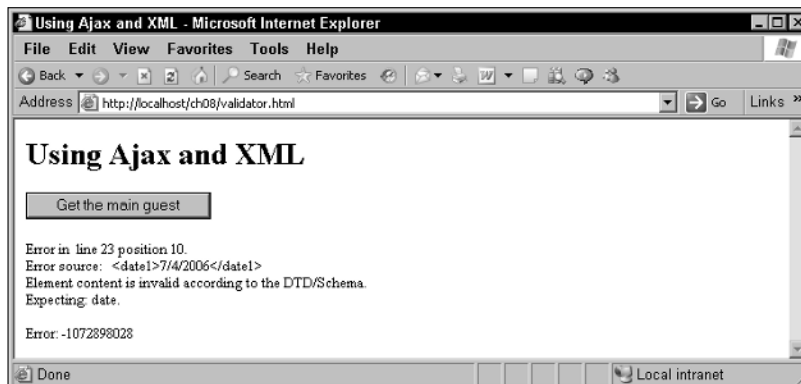 Using Ajax and XML - Microsoft Internet Explorer
File Edit View Favorites Tools Help
Back Search Favorites
Address http://localhost/ch08/validator.html Go Links »
Using Ajax and XML
Get the main guest
Error in line 23 position 10.
Error source: <date1>7/4/2006</date1>
Element content is invalid according to the DTD/Schema.
Expecting: date.
Error: -1072898028
Done Local intranet